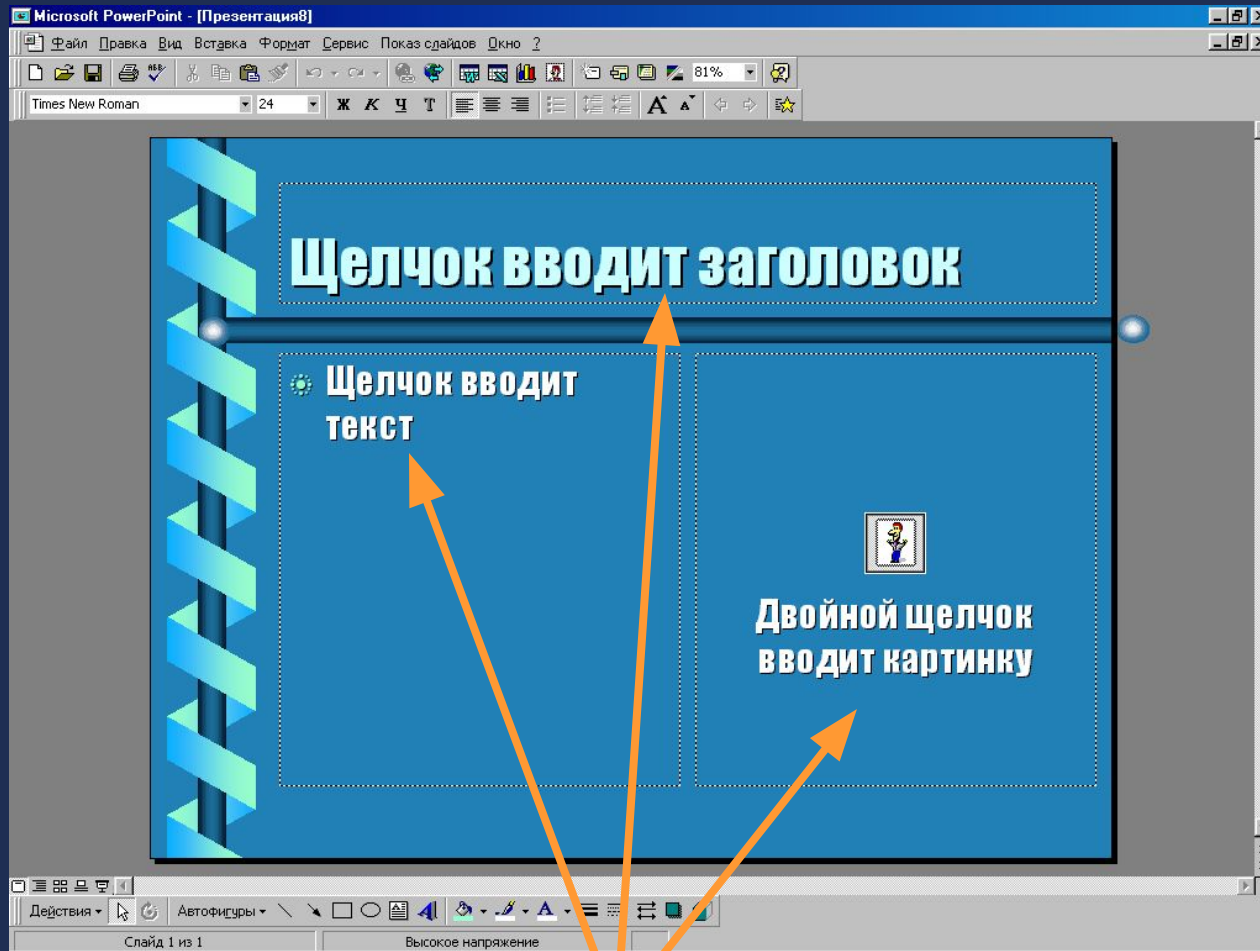 Microsoft PowerPoint - [Презентация8]
Файл Правка Вид Вставка Формат Сервис Показ слайдов Окно ?
81%
Times New Roman 24 Ж К Ч Т А А
Щелчок вводит заголовок
Щелчок вводит
текст
Двойной щелчок
вводит картинку
Действия Автофигуры А А
Слайд 1 из 1 Высокое напряжение